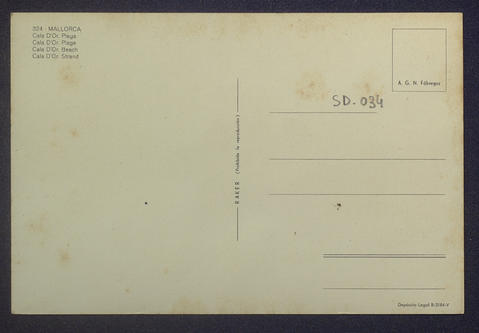 324 - MALLORCA
Cala D'Or. Playa
Cala D'Or. Plage
Cala D'Or. Beach
Cala D'Or. Strand
A. G. N. Fábregas
SD-034
RAKER (Prohibida la reproducción)
Depósito Legal B-3184-V